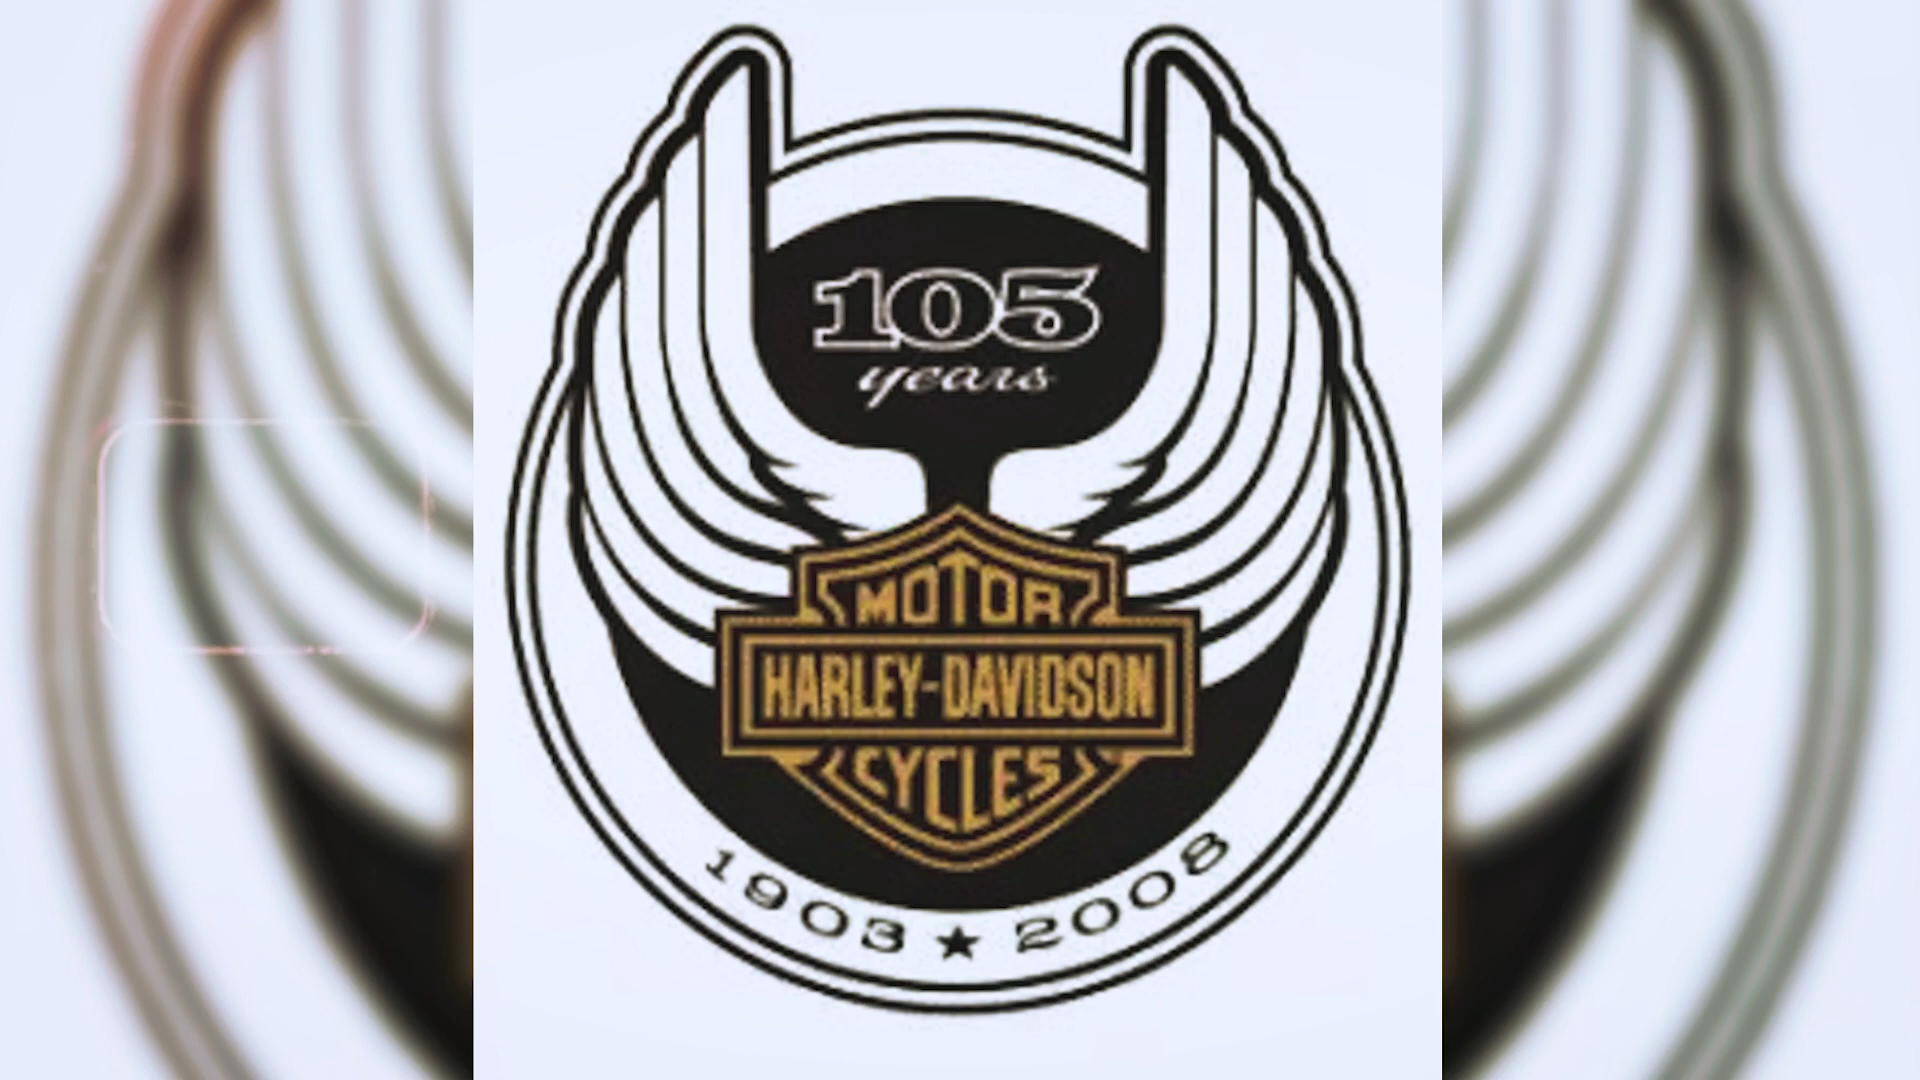 105
years
MOTOR
HARLEY-DAVIDSON
CYCLES
1903 ★ 2008